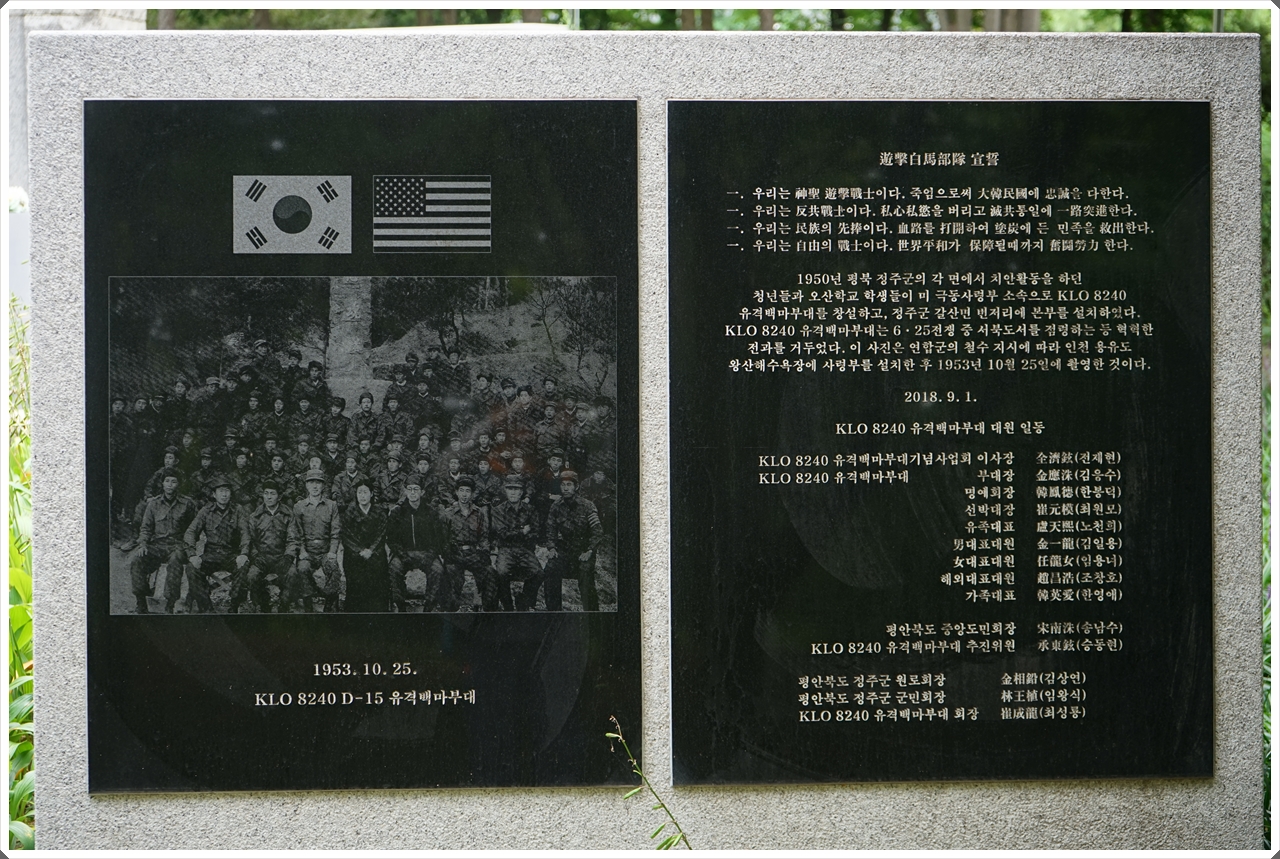 1953. 10. 25.
KLO 8240 D-15 유격백마부대
遊擊白馬部隊 宣誓
一. 우리는 神聖 遊擊戰士이다. 죽임으로써 大韓民國에 忠誠을 다한다.
一. 우리는 反共戰士이다. 私心私慾을 버리고 滅共통일에 一路突進한다.
一. 우리는 民族의 先捧이다. 血路를 打開하여 塗炭에 든 민족을 救出한다.
一. 우리는 自由의 戰士이다. 世界平和가 保障될때까지 奮鬪勞力 한다.
1950년 평북 정주군의 각 면에서 치안활동을 하던
청년들과 오산학교 학생들이 미 극동사령부 소속으로 KLO 8240
유격백마부대를 창설하고, 정주군 갈산면 빈저리에 본부를 설치하였다.
KLO 8240 유격백마부대는 6·25전쟁 중 서북도서를 점령하는 등 혁혁한
전과를 거두었다. 이 사진은 연합군의 철수 지시에 따라 인천 용유도
왕산해수욕장에 사령부를 설치한 후 1953년 10월 25일에 촬영한 것이다.
2018. 9. 1.
KLO 8240 유격백마부대 대원 일동
KLO 8240 유격백마부대기념사업회 이사장 全濟鉉(전제현)
KLO 8240 유격백마부대 부대장 金應洙(김응수)
명예회장 韓鳳德(한봉덕)
선박대장 崔元模(최원모)
유족대표 盧天熙(노천희)
男대표대원 金一龍(김일용)
女대표대원 任龍女(임용녀)
해외대표대원 趙昌浩(조창호)
가족대표 韓英愛(한영애)
평안북도 중앙도민회장 宋南洙(송남수)
KLO 8240 유격백마부대 추진위원 承東鉉(승동현)
평안북도 정주군 원로회장 金相鉛(김상연)
평안북도 정주군 군민회장 林王植(임왕식)
KLO 8240 유격백마부대 회장 崔成龍(최성룡)